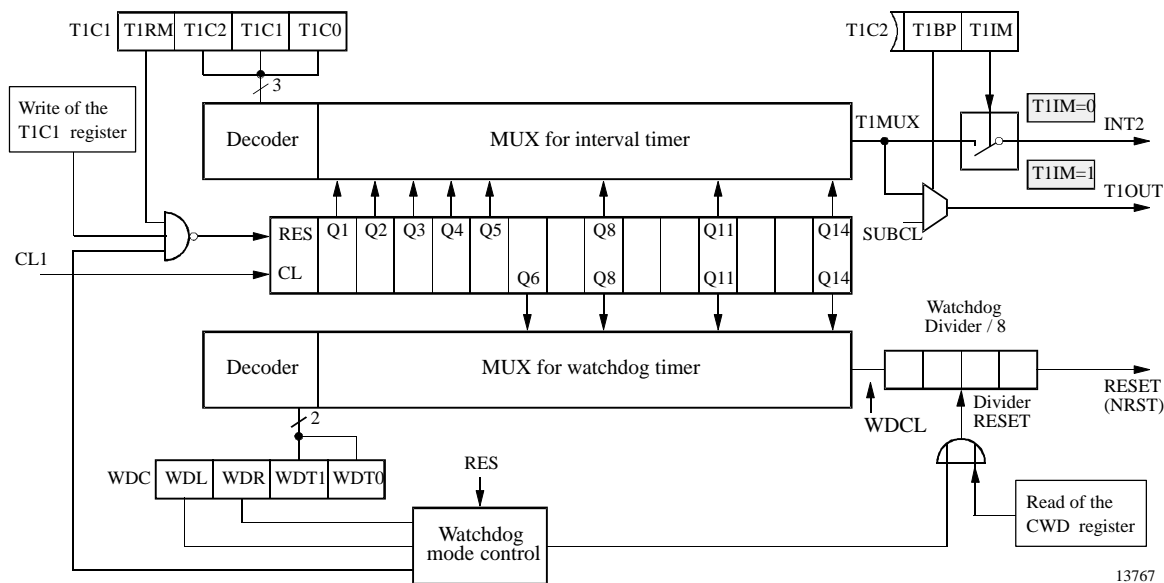 T1C1 T1RM T1C2 T1C1 T1C0
T1C2 T1BP T1IM
3
Write of the
T1C1 register
Decoder
MUX for interval timer
T1MUX
T1IM=0
INT2
T1IM=1
T1OUT
SUBCL
RES Q1 Q2 Q3 Q4 Q5 Q8 Q11 Q14
CL1
CL Q6 Q8 Q11 Q14
Watchdog
Divider / 8
Decoder
MUX for watchdog timer
RESET
(NRST)
2
WDCL
Divider
RESET
WDC WDL WDR WDT1 WDT0
RES
Read of the
CWD register
Watchdog
mode control
13767